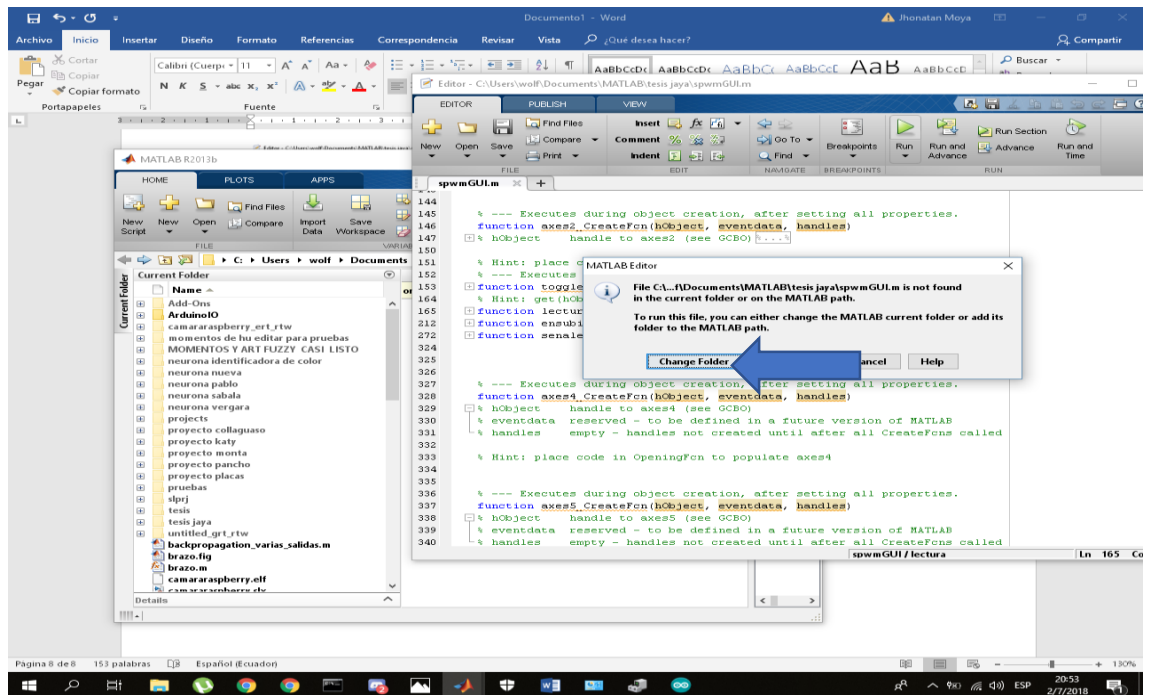 Documento1 - Word
Jhonatan Moya
Archivo Inicio Insertar Diseño Formato Referencias Correspondencia Revisar Vista ¿Qué desea hacer? Compartir
Pegar
Cortar
Copiar
Copiar formato
Portapapeles
Calibri (Cuerp 11
N K S abc x, x²
Fuente
AaBbCcDc AaBbCcDc AaBbCc AaBbCcC AaB AaBbCcD
Buscar
MATLAB R2013b
HOME PLOTS APPS
New Script
New
Open
Find Files
Compare
Import Data
Save Workspace
FILE
C: Users wolf Documents
Current Folder
Current Folder
Name
Add-Ons
ArduinoIO
camararaspberry_ert_rtw
momentos de hu editar para pruebas
MOMENTOS Y ART FUZZY CASI LISTO
neurona identificadora de color
neurona nueva
neurona pablo
neurona sabala
neurona vergara
projects
proyecto collaguaso
proyecto katy
proyecto monta
proyecto pancho
proyecto placas
pruebas
slprj
tesis
tesis jaya
untitled_grt_rtw
backpropagation_varias_salidas.m
brazo.fig
brazo.m
camararaspberry.elf
Details
Editor - C:\Users\wolf\Documents\MATLAB\tesis jaya\spwmGUI.m
EDITOR PUBLISH VIEW
New
Open
Save
Find Files
Compare
Print
FILE
Insert fx
Comment
Indent
EDIT
Go To
Find
NAVIGATE
Breakpoints
BREAKPOINTS
Run
Run and Advance
Run Section
Advance
Run and Time
RUN
spwmGUI.m
144
145 % --- Executes during object creation, after setting all properties.
146 function axes2_CreateFcn(hObject, eventdata, handles)
147 % hObject handle to axes2 (see GCBO) %...%
150
151 % Hint: place
152 % --- Executes
153 function toggle
164 % Hint: get(hOb
165 function lectur
212 function ensubi
272 function senale
324
325
326
327 % --- Executes during object creation, after setting all properties.
328 function axes4_CreateFcn(hObject, eventdata, handles)
329 % hObject handle to axes4 (see GCBO)
330 % eventdata reserved - to be defined in a future version of MATLAB
331 % handles empty - handles not created until after all CreateFcns called
332
333 % Hint: place code in OpeningFcn to populate axes4
334
335
336 % --- Executes during object creation, after setting all properties.
337 function axes5_CreateFcn(hObject, eventdata, handles)
338 % hObject handle to axes5 (see GCBO)
339 % eventdata reserved - to be defined in a future version of MATLAB
340 % handles empty - handles not created until after all CreateFcns called
spwmGUI / lectura Ln 165 Co
MATLAB Editor
File C:\...f\Documents\MATLAB\tesis jaya\spwmGUI.m is not found
in the current folder or on the MATLAB path.
To run this file, you can either change the MATLAB current folder or add its
folder to the MATLAB path.
Change Folder ancel Help
Página 8 de 8 153 palabras Español (Ecuador) 130%
ESP
20:53
2/7/2018